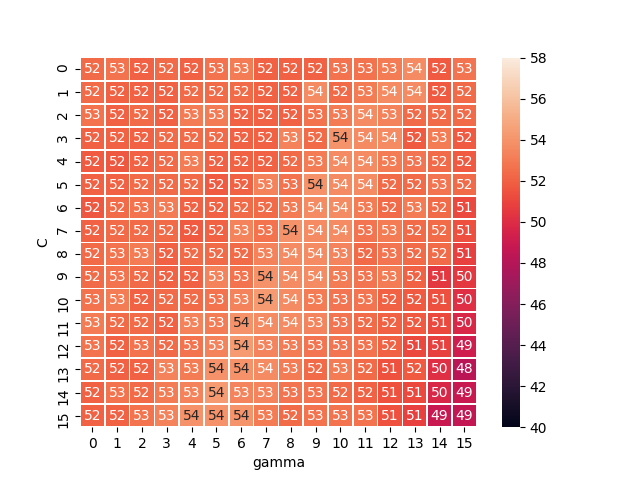 0 52 53 52 52 52 53 53 52 52 52 53 53 53 54 52 53
1 52 52 52 52 52 52 52 52 52 54 52 53 54 54 52 52
2 53 52 52 52 53 53 52 52 52 53 53 54 53 52 52 52
3 52 52 52 52 52 52 52 52 53 52 54 54 54 52 53 52
4 52 52 52 52 53 52 52 52 52 53 54 54 53 53 52 52
5 52 52 52 52 52 52 52 53 53 54 54 54 52 52 53 52
6 52 52 53 53 52 52 52 52 53 54 54 53 52 53 52 51
7 52 52 52 52 52 52 53 53 54 54 54 53 53 52 52 51
8 52 53 53 52 52 52 52 53 54 54 53 52 53 52 52 51
9 52 53 52 52 52 53 53 54 54 54 53 53 53 52 51 50
10 53 53 52 52 52 53 53 54 54 53 53 53 52 52 51 50
11 53 52 52 52 53 53 54 54 54 53 53 52 52 52 51 50
12 53 52 53 52 53 52 54 53 53 53 53 53 52 51 51 49
13 52 52 52 53 53 54 54 54 53 52 53 52 51 52 50 48
14 52 53 52 53 53 54 53 53 52 53 52 52 51 51 50 49
15 52 52 53 53 54 54 54 53 52 53 53 53 51 51 49 49
0 1 2 3 4 5 6 7 8 9 10 11 12 13 14 15
gamma
C
58
56
54
52
50
48
46
44
42
40